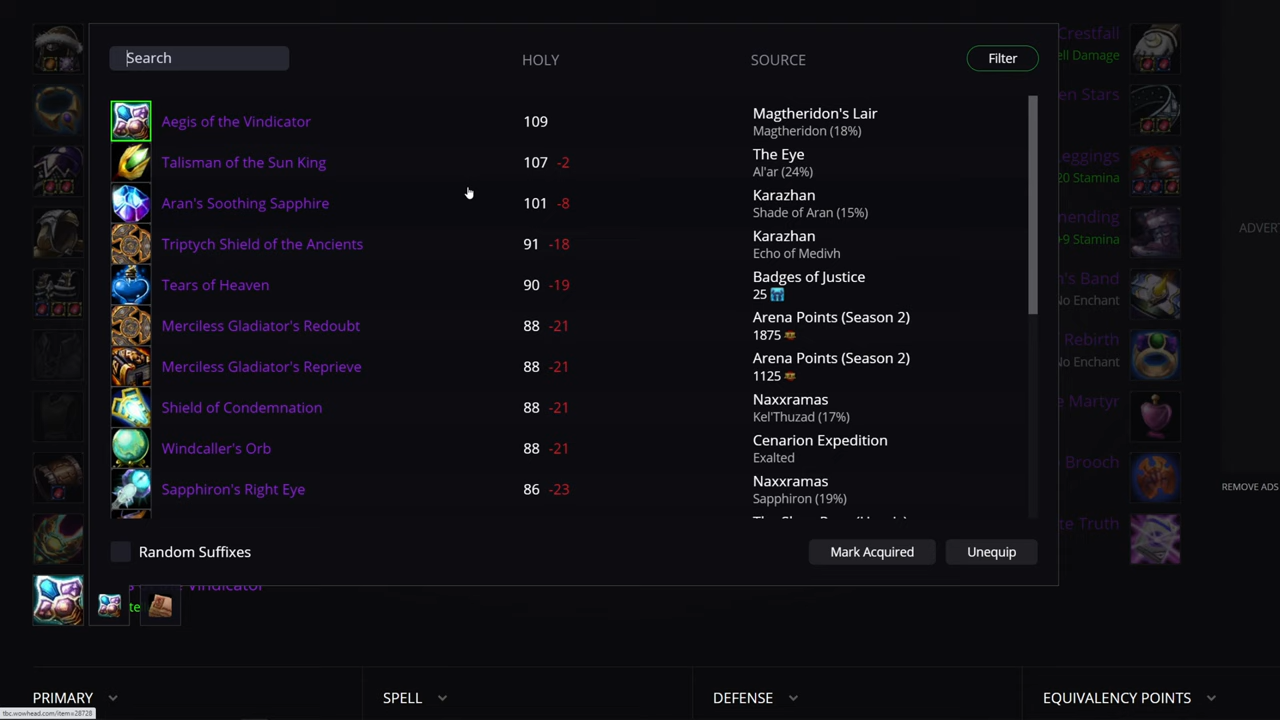 Search
HOLY
SOURCE
Filter
Aegis of the Vindicator
109
Magtheridon's Lair
Magtheridon (18%)
Talisman of the Sun King
107 -2
The Eye
Al'ar (24%)
Aran's Soothing Sapphire
101 -8
Karazhan
Shade of Aran (15%)
Triptych Shield of the Ancients
91 -18
Karazhan
Echo of Medivh
Tears of Heaven
90 -19
Badges of Justice
25
Merciless Gladiator's Redoubt
88 -21
Arena Points (Season 2)
1875
Merciless Gladiator's Reprieve
88 -21
Arena Points (Season 2)
1125
Shield of Condemnation
88 -21
Naxxramas
Kel'Thuzad (17%)
Windcaller's Orb
88 -21
Cenarion Expedition
Exalted
Sapphiron's Right Eye
86 -23
Naxxramas
Sapphiron (19%)
Random Suffixes
Mark Acquired
Unequip
Crestfall
ell Damage
en Stars
eggings
20 Stamina
mending
+9 Stamina
n's Band
No Enchant
Rebirth
No Enchant
e Martyr
Brooch
te Truth
ADVERT
REMOVE ADS
Vindicator
te
PRIMARY
SPELL
DEFENSE
EQUIVALENCY POINTS
tbc.wowhead.com/item=28728